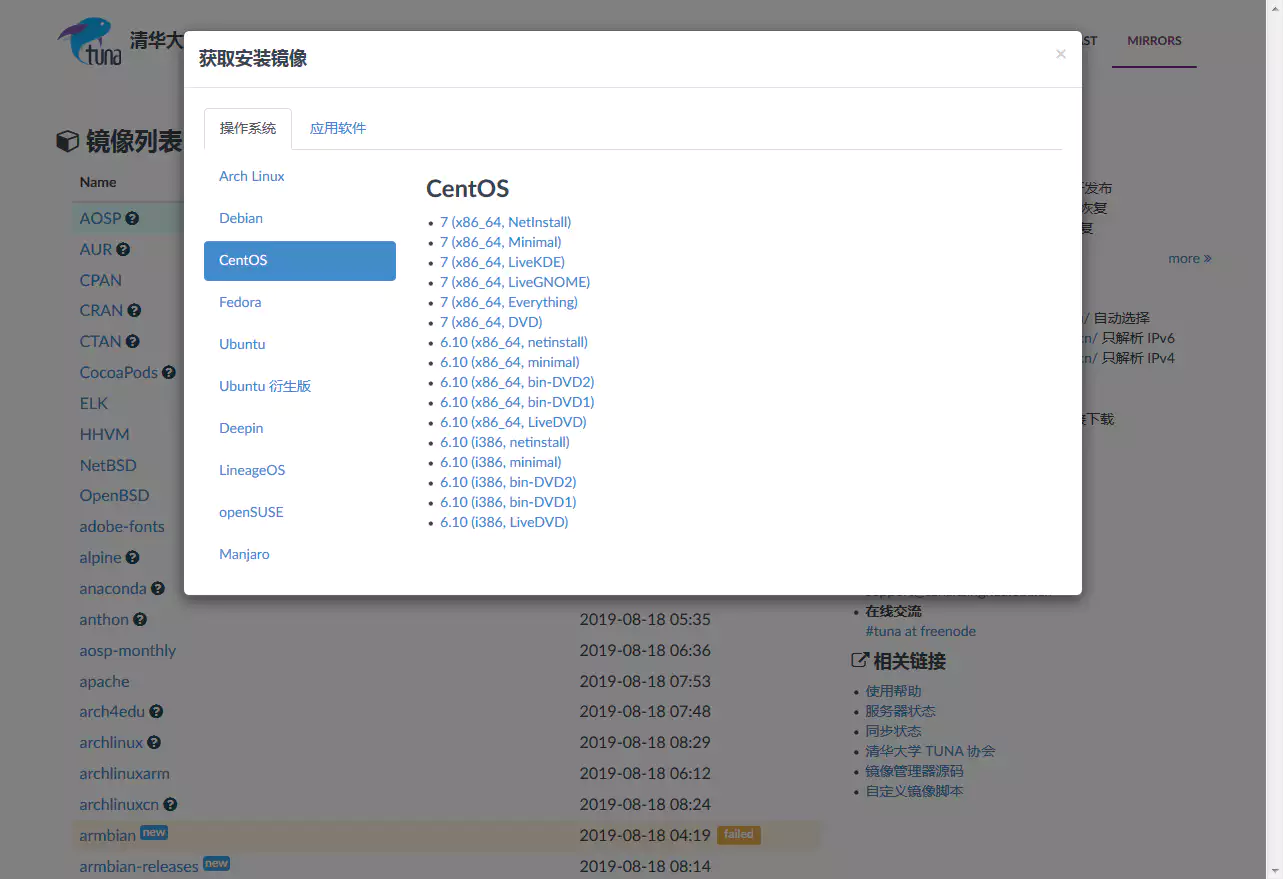 tuna 清华大
AST
MIRRORS
获取安装镜像
×
操作系统
应用软件
Arch Linux
Debian
CentOS
Fedora
Ubuntu
Ubuntu 衍生版
Deepin
LineageOS
openSUSE
Manjaro
CentOS
7 (x86_64, NetInstall)
7 (x86_64, Minimal)
7 (x86_64, LiveKDE)
7 (x86_64, LiveGNOME)
7 (x86_64, Everything)
7 (x86_64, DVD)
6.10 (x86_64, netinstall)
6.10 (x86_64, minimal)
6.10 (x86_64, bin-DVD2)
6.10 (x86_64, bin-DVD1)
6.10 (x86_64, LiveDVD)
6.10 (i386, netinstall)
6.10 (i386, minimal)
6.10 (i386, bin-DVD2)
6.10 (i386, bin-DVD1)
6.10 (i386, LiveDVD)
镜像列表
Name
AOSP
AUR
CPAN
CRAN
CTAN
CocoaPods
ELK
HHVM
NetBSD
OpenBSD
adobe-fonts
alpine
anaconda
anthon 2019-08-18 05:35
aosp-monthly 2019-08-18 06:36
apache 2019-08-18 07:53
arch4edu 2019-08-18 07:48
archlinux 2019-08-18 08:29
archlinuxarm 2019-08-18 06:12
archlinuxcn 2019-08-18 08:24
armbian new 2019-08-18 04:19 failed
armbian-releases new 2019-08-18 08:14
发布
恢复
复
more »
/ 自动选择
cn/ 只解析 IPv6
cn/ 只解析 IPv4
下载
在线交流
#tuna at freenode
相关链接
使用帮助
服务器状态
同步状态
清华大学 TUNA 协会
镜像管理器源码
自定义镜像脚本